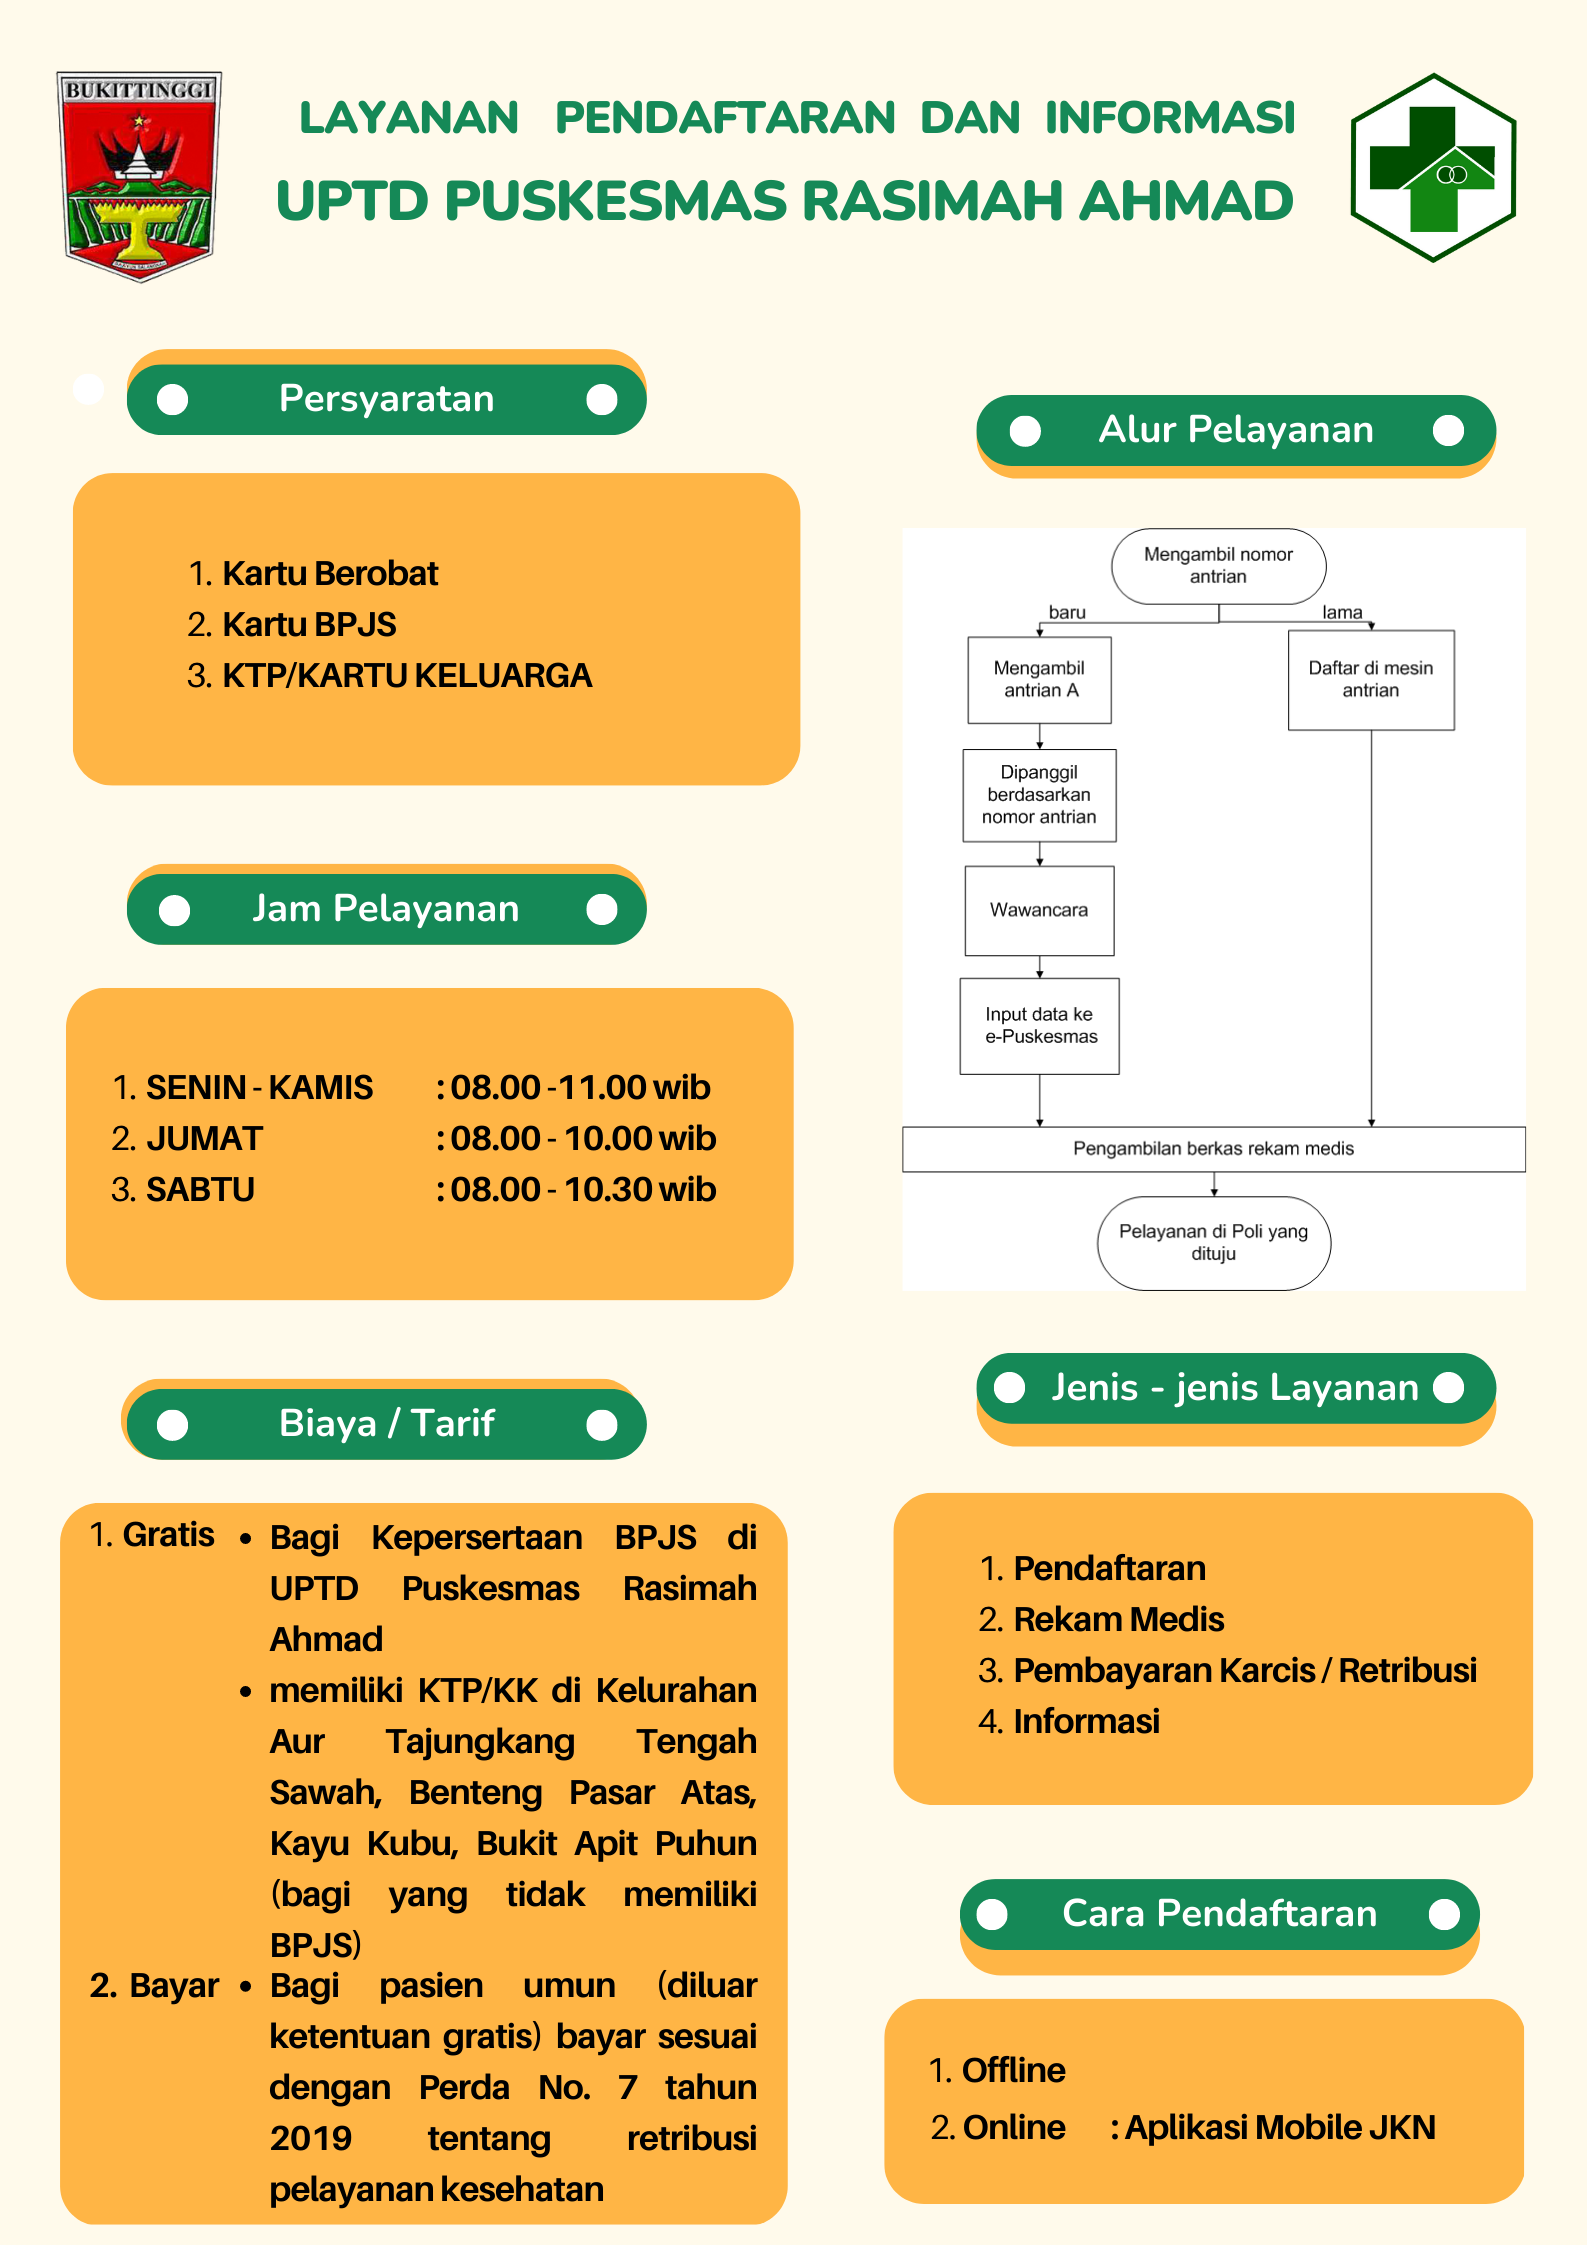 BUKITTINGGI
LAYANAN PENDAFTARAN DAN INFORMASI
UPTD PUSKESMAS RASIMAH AHMAD
Persyaratan
1. Kartu Berobat
2. Kartu BPJS
3. KTP/KARTU KELUARGA
Jam Pelayanan
1. SENIN - KAMIS : 08.00 -11.00 wib
2. JUMAT : 08.00 - 10.00 wib
3. SABTU : 08.00 - 10.30 wib
Biaya / Tarif
1. Gratis • Bagi Kepersertaan BPJS di
UPTD Puskesmas Rasimah
Ahmad
• memiliki KTP/KK di Kelurahan
Aur Tajungkang Tengah
Sawah, Benteng Pasar Atas,
Kayu Kubu, Bukit Apit Puhun
(bagi yang tidak memiliki
BPJS)
2. Bayar • Bagi pasien umun (diluar
ketentuan gratis) bayar sesuai
dengan Perda No. 7 tahun
2019 tentang retribusi
pelayanan kesehatan
Alur Pelayanan
Mengambil nomor
antrian
baru
lama
Mengambil
antrian A
Daftar di mesin
antrian
Dipanggil
berdasarkan
nomor antrian
Wawancara
Input data ke
e-Puskesmas
Pengambilan berkas rekam medis
Pelayanan di Poli yang
dituju
Jenis - jenis Layanan
1. Pendaftaran
2. Rekam Medis
3. Pembayaran Karcis / Retribusi
4. Informasi
Cara Pendaftaran
1. Offline
2. Online : Aplikasi Mobile JKN